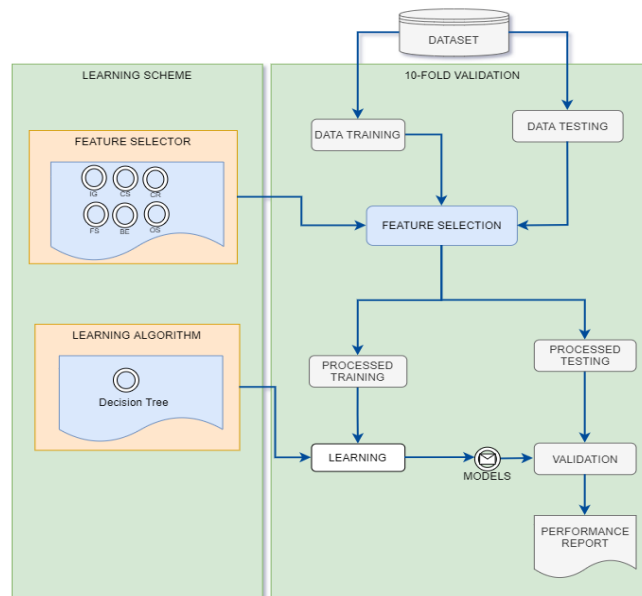 DATASET
LEARNING SCHEME
10-FOLD VALIDATION
FEATURE SELECTOR
IG CS CR
FS BE OS
DATA TRAINING
DATA TESTING
FEATURE SELECTION
LEARNING ALGORITHM
Decision Tree
PROCESSED
TRAINING
PROCESSED
TESTING
LEARNING
MODELS
VALIDATION
PERFORMANCE
REPORT